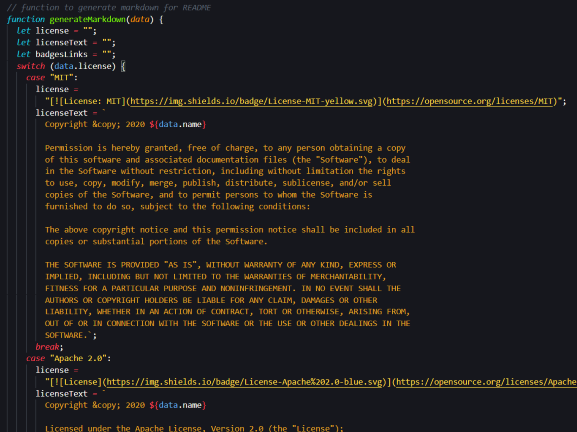 // function to generate markdown for README
function generateMarkdown(data) {
let license = "";
let licenseText = "";
let badgesLinks = "";
switch (data.license) {
case "MIT":
license =
"[![License: MIT](https://img.shields.io/badge/License-MIT-yellow.svg)](https://opensource.org/licenses/MIT)";
licenseText = `
Copyright &copy; 2020 ${data.name}
Permission is hereby granted, free of charge, to any person obtaining a copy
of this software and associated documentation files (the "Software"), to deal
in the Software without restriction, including without limitation the rights
to use, copy, modify, merge, publish, distribute, sublicense, and/or sell
copies of the Software, and to permit persons to whom the Software is
furnished to do so, subject to the following conditions:
The above copyright notice and this permission notice shall be included in all
copies or substantial portions of the Software.
THE SOFTWARE IS PROVIDED "AS IS", WITHOUT WARRANTY OF ANY KIND, EXPRESS OR
IMPLIED, INCLUDING BUT NOT LIMITED TO THE WARRANTIES OF MERCHANTABILITY,
FITNESS FOR A PARTICULAR PURPOSE AND NONINFRINGEMENT. IN NO EVENT SHALL THE
AUTHORS OR COPYRIGHT HOLDERS BE LIABLE FOR ANY CLAIM, DAMAGES OR OTHER
LIABILITY, WHETHER IN AN ACTION OF CONTRACT, TORT OR OTHERWISE, ARISING FROM,
OUT OF OR IN CONNECTION WITH THE SOFTWARE OR THE USE OR OTHER DEALINGS IN THE
SOFTWARE.`;
break;
case "Apache 2.0":
license =
"[![License](https://img.shields.io/badge/License-Apache%202.0-blue.svg)](https://opensource.org/licenses/Apache
licenseText = `
Copyright &copy; 2020 ${data.name}
Licensed under the Apache License, Version 2.0 (the "License");